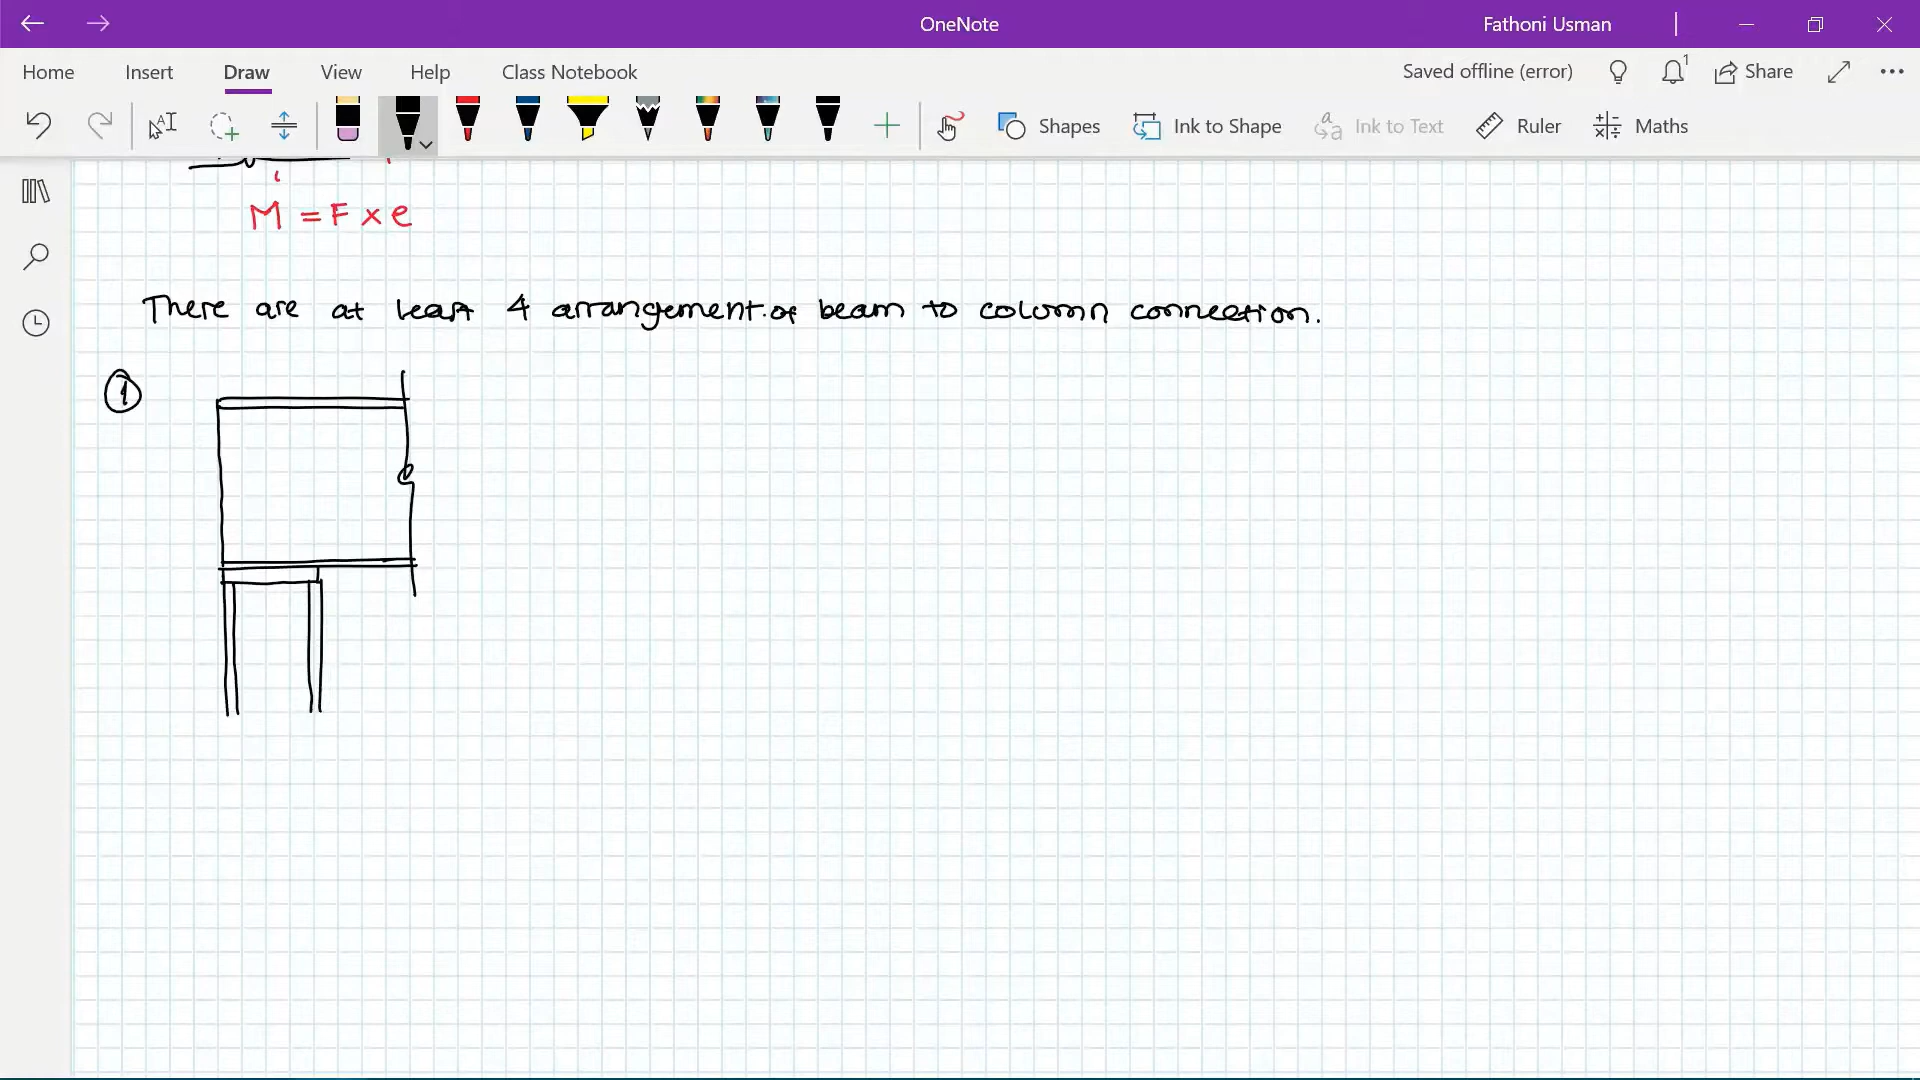 OneNote
Fathoni Usman
Home Insert Draw View Help Class Notebook
Saved offline (error) 1 Share
Shapes Ink to Shape Ink to Text Ruler Maths
M = F x e
There are at least 4 arrangement of beam to column connection.
1